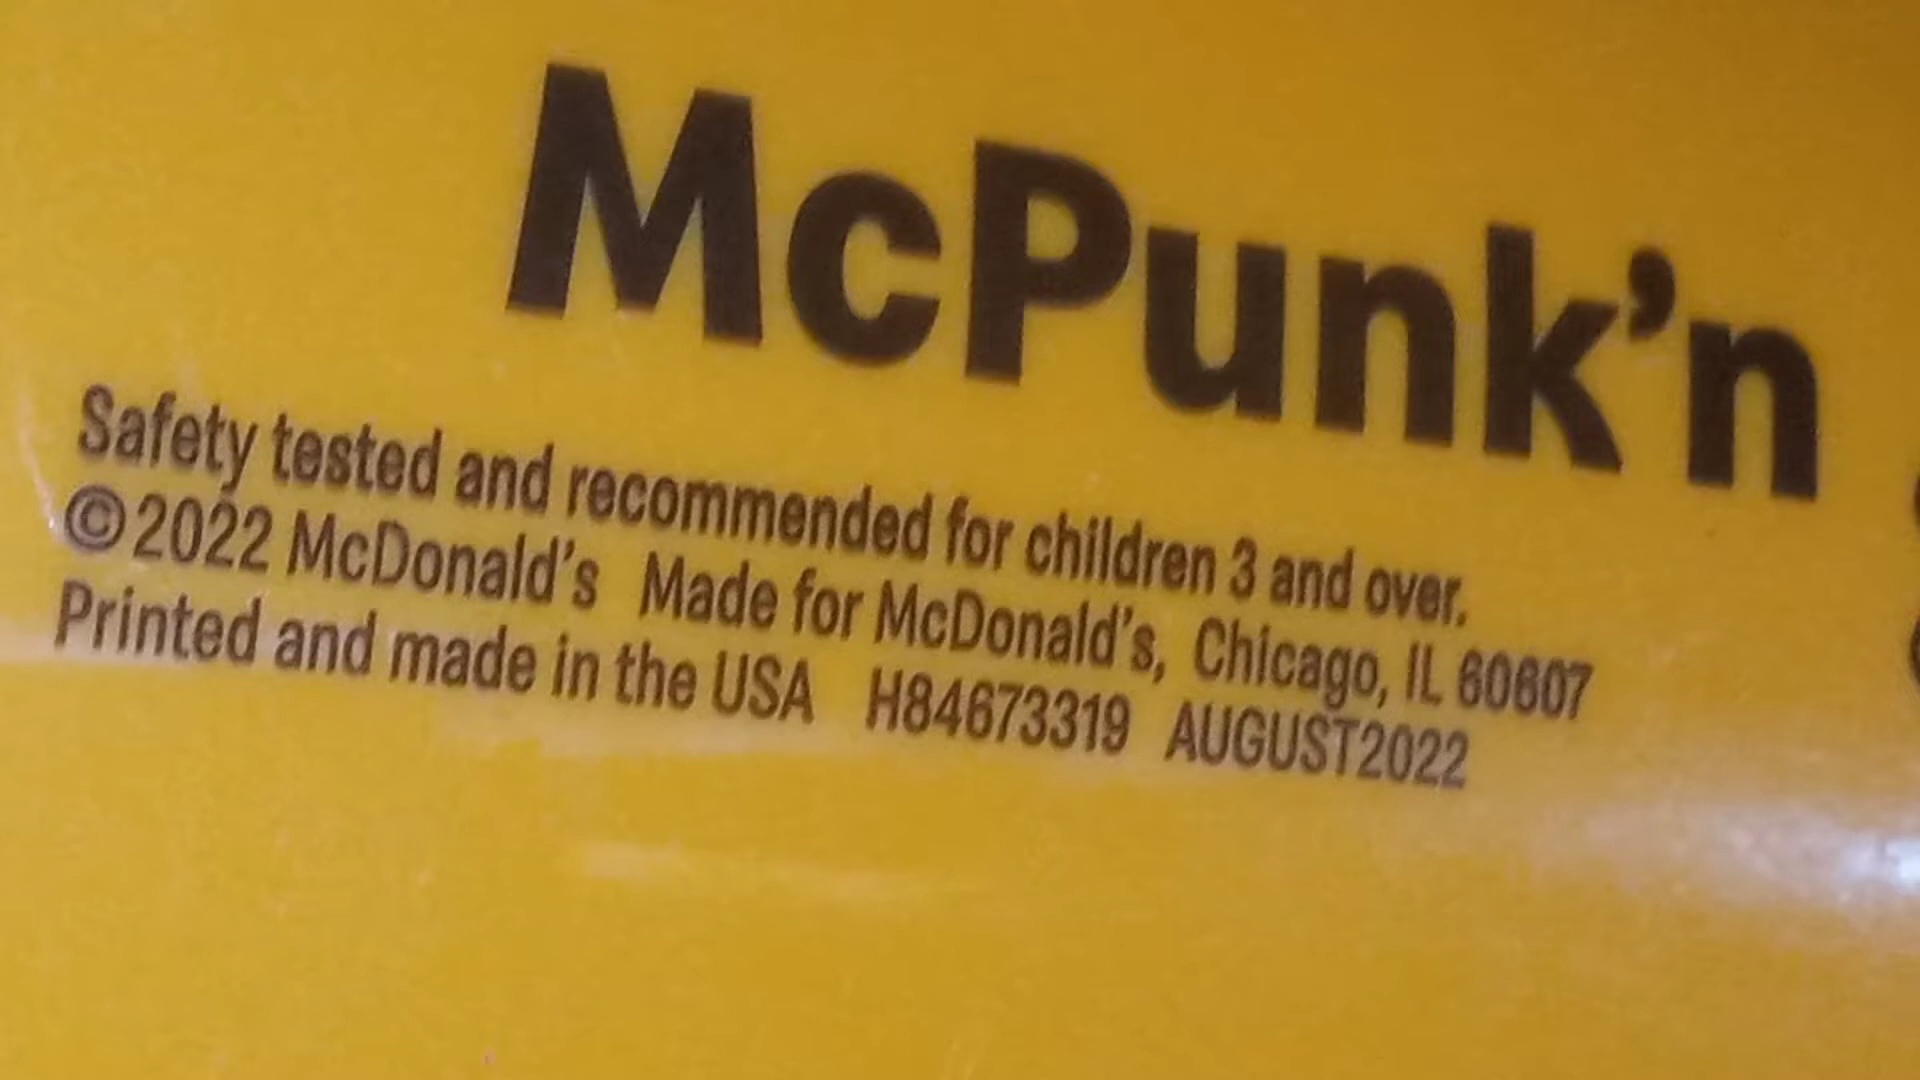 McPunk'n
Safety tested and recommended for children 3 and over.
©2022 McDonald's Made for McDonald's, Chicago, IL 60607
Printed and made in the USA H84673319 AUGUST2022